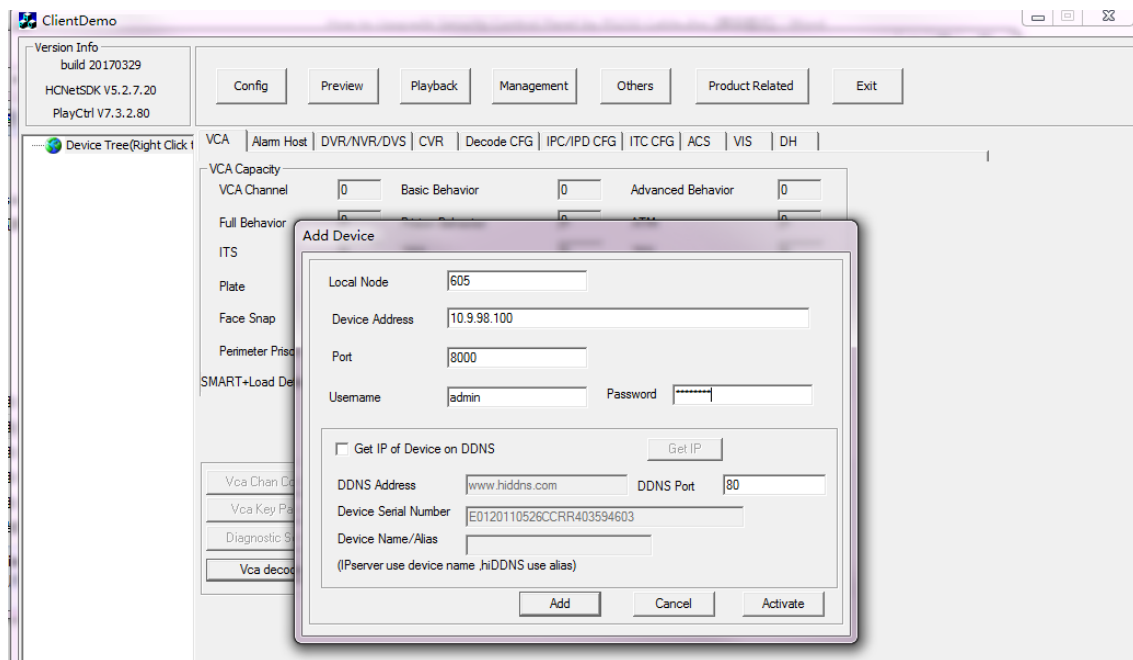 ClientDemo
Version Info
build 20170329
HCNetSDK V5.2.7.20
PlayCtrl V7.3.2.80
Config Preview Playback Management Others Product Related Exit
Device Tree(Right Click t
VCA Alarm Host DVR/NVR/DVS CVR Decode CFG IPC/IPD CFG ITC CFG ACS VIS DH
VCA Capacity
VCA Channel 0 Basic Behavior 0 Advanced Behavior 0
Full Behavior
ITS
Plate
Face Snap
Perimeter Priso
SMART+Load De
Vca Chan Co
Vca Key Pa
Diagnostic S
Vca decod
Add Device
Local Node 605
Device Address 10.9.98.100
Port 8000
Username admin Password ********
Get IP of Device on DDNS Get IP
DDNS Address www.hiddns.com DDNS Port 80
Device Serial Number E0120110526CCRR403594603
Device Name/Alias
(IPserver use device name ,hiDDNS use alias)
Add Cancel Activate